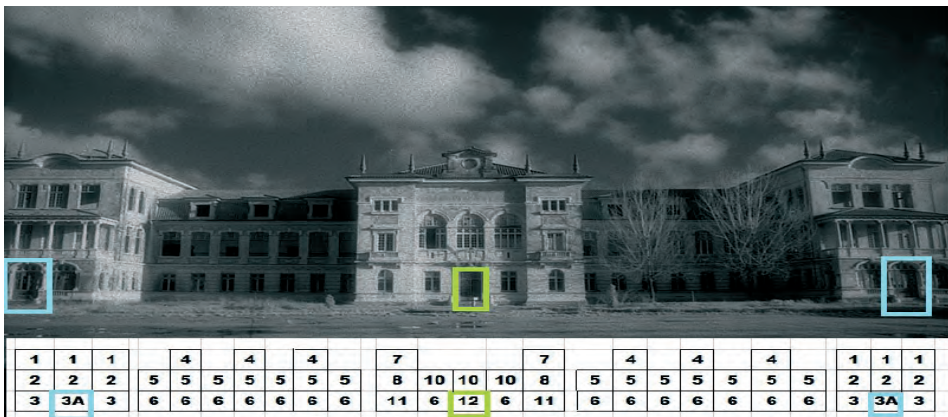 1 1 1 4 4 4 7 7 4 4 4 1 1 1
2 2 2 5 5 5 5 5 5 5 8 10 10 10 8 5 5 5 5 5 5 5 2 2 2
3 3A 3 6 6 6 6 6 6 6 11 6 12 6 11 6 6 6 6 6 6 6 3 3A 3